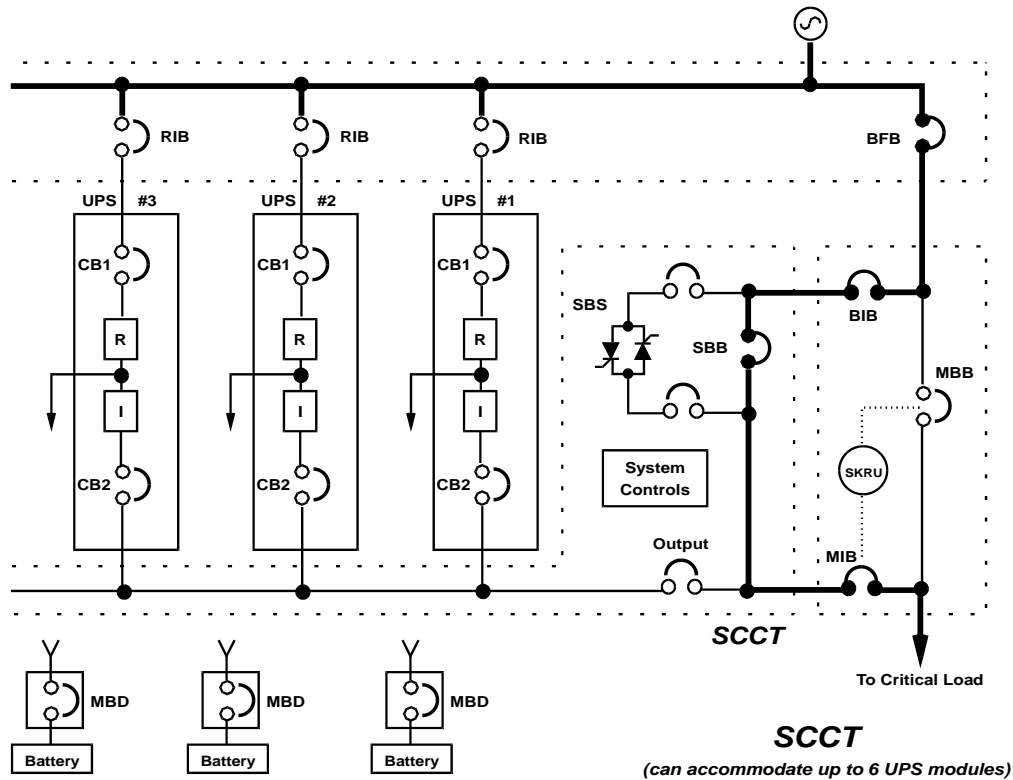 RIB
RIB
RIB
BFB
UPS #3
UPS #2
UPS #1
CB1
CB1
CB1
SBS
BIB
R
R
R
SBB
MBB
I
I
I
System
Controls
SKRU
CB2
CB2
CB2
Output
MIB
SCCT
To Critical Load
MBD
MBD
MBD
Battery
Battery
Battery
SCCT
(can accommodate up to 6 UPS modules)